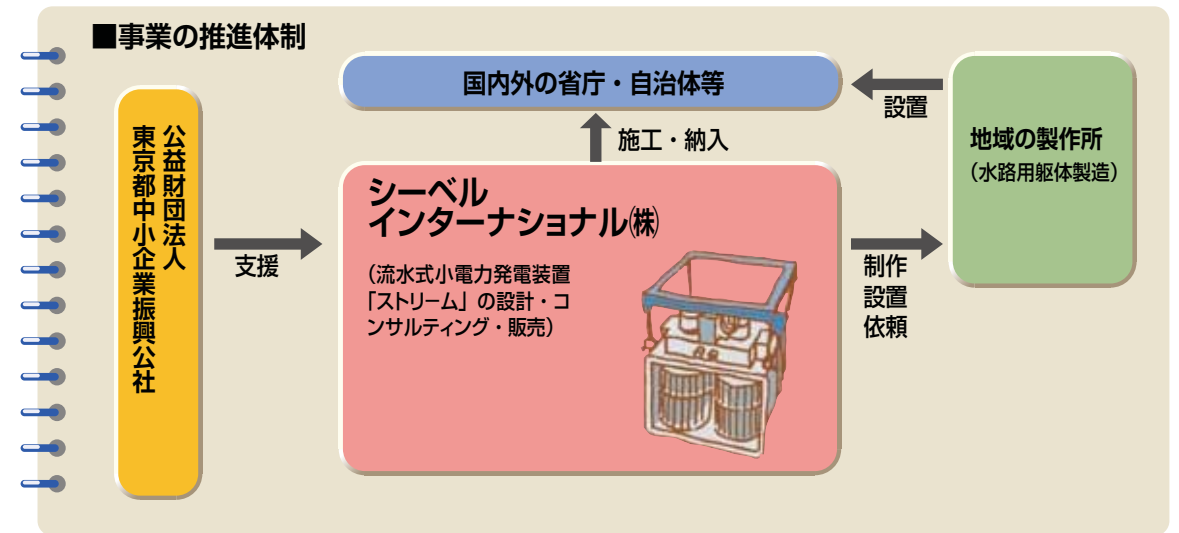 ■事業の推進体制
公益財団法人
東京都中小企業振興公社
支援
国内外の省庁・自治体等
施工・納入
シーベル
インターナショナル㈱
（流水式小電力発電装置
「ストリーム」の設計・コ
ンサルティング・販売）
設置
制作
設置
依頼
地域の製作所
（水路用躯体製造）